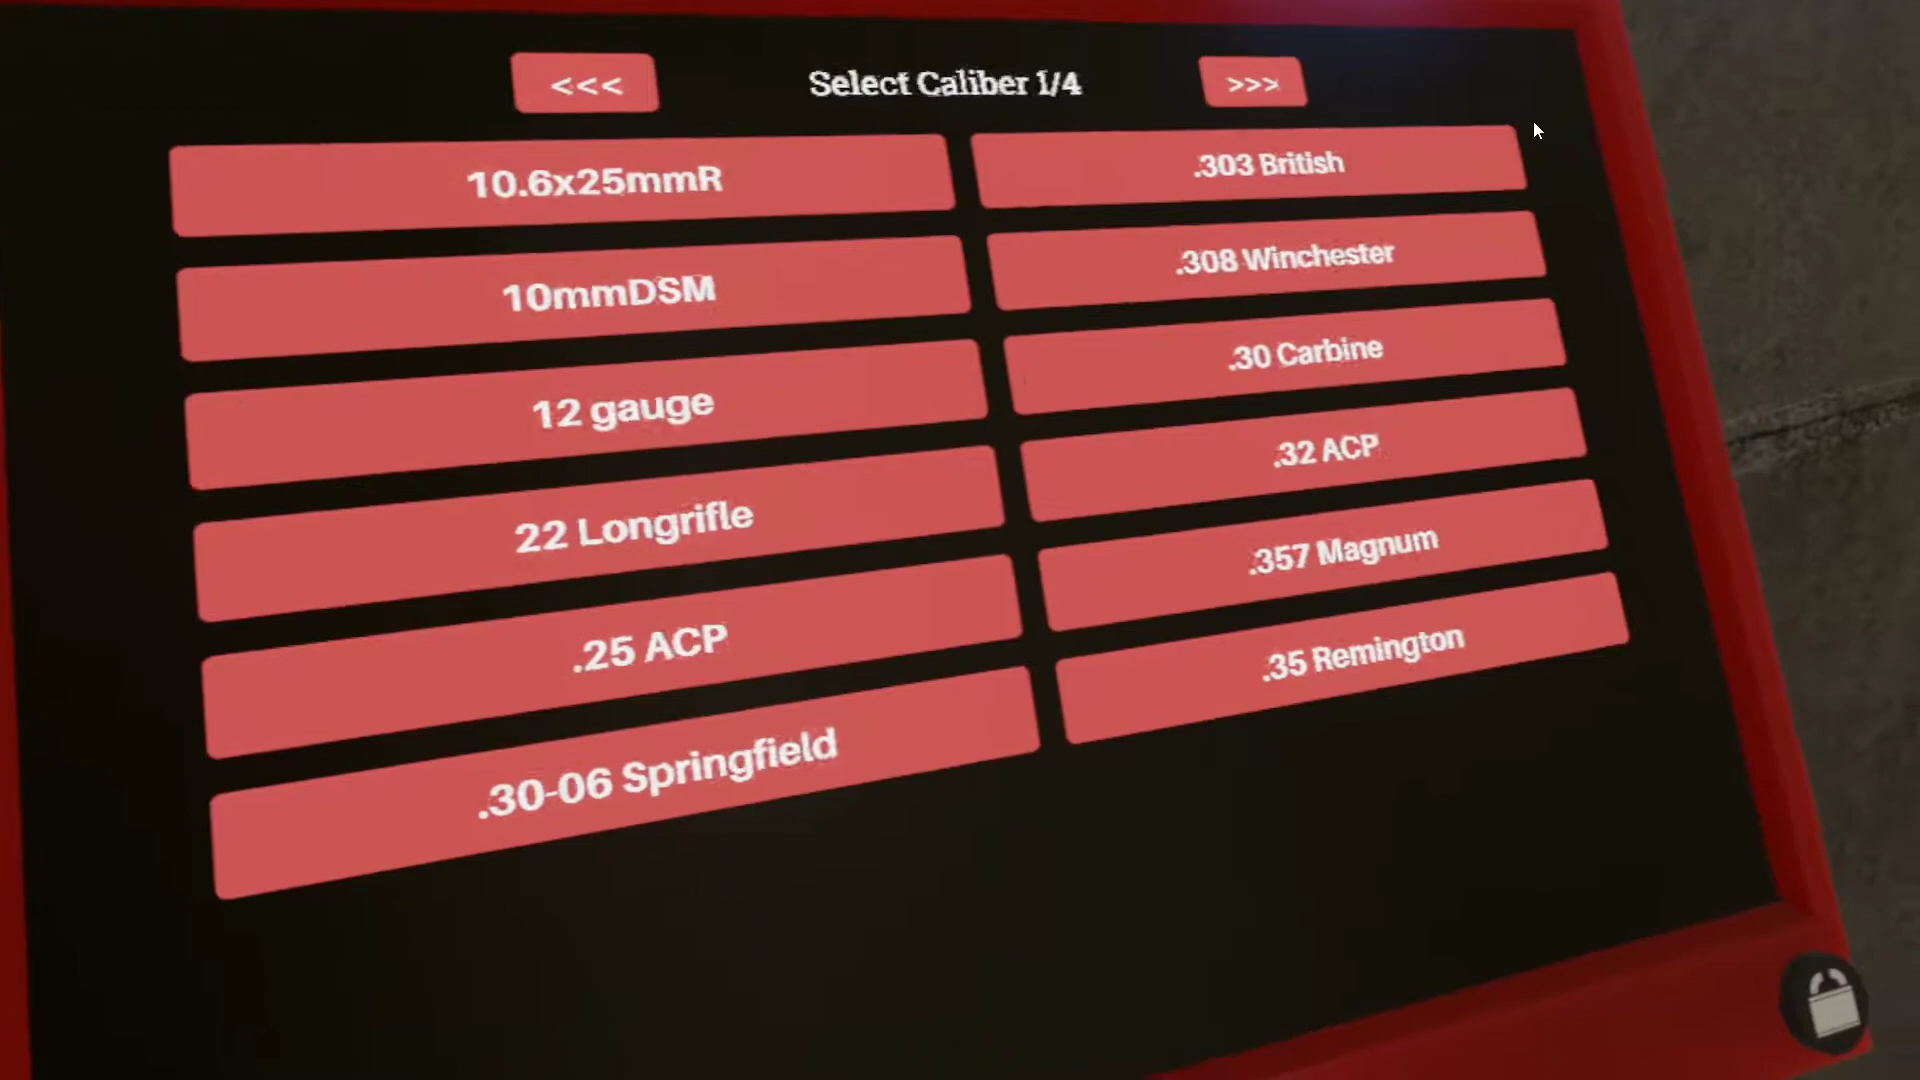 <<< Select Caliber 1/4 >>>
10.6x25mmR
10mmDSM
12 gauge
22 Longrifle
.25 ACP
.30-06 Springfield
.303 British
.308 Winchester
.30 Carbine
.32 ACP
.357 Magnum
.35 Remington